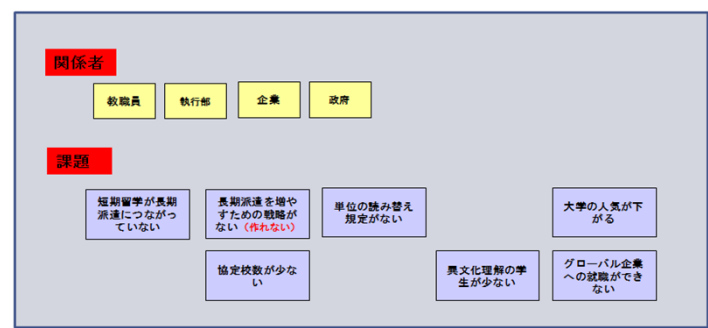 関係者
教職員
執行部
企業
政府
課題
短期留学が長期
派遣につながっ
ていない
長期派遣を増や
すための戦略が
ない（作れない）
単位の読み替え
規定がない
大学の人気が下
がる
協定校数が少な
い
異文化理解の学
生が少ない
グローバル企業
への就職ができ
ない